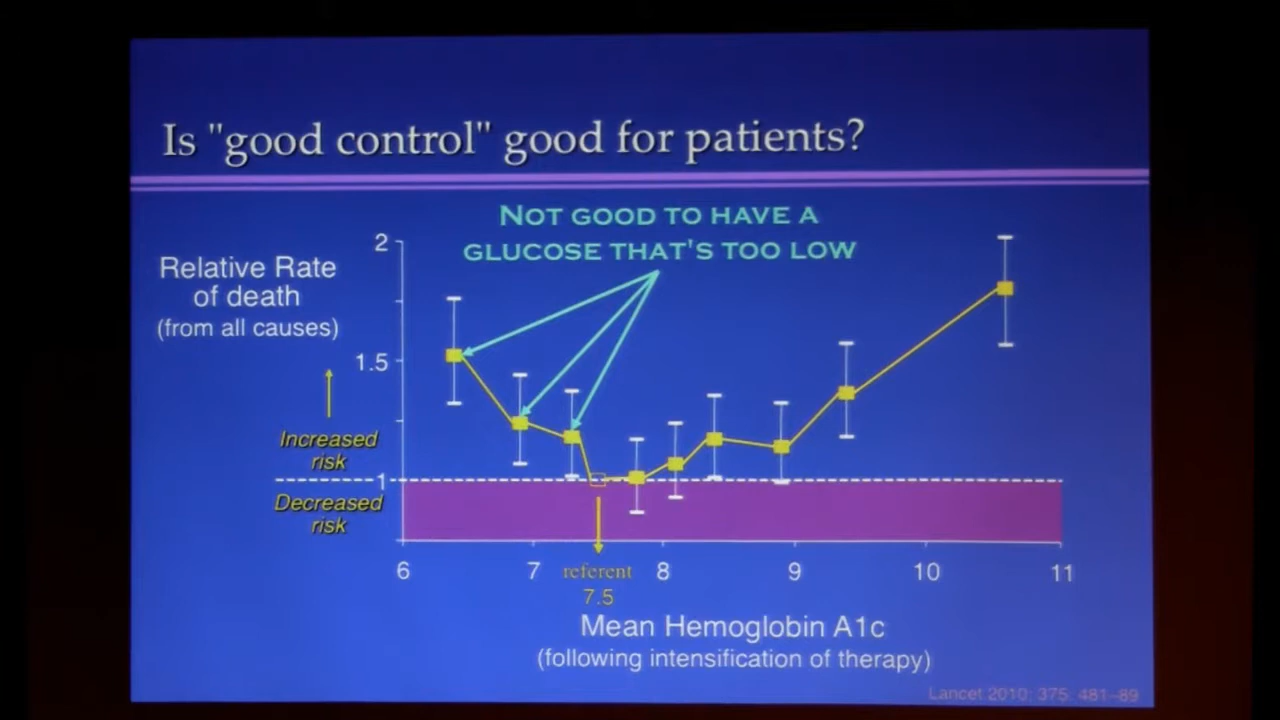 Is "good control" good for patients?
NOT GOOD TO HAVE A
GLUCOSE THAT'S TOO LOW
Relative Rate
of death
(from all causes)
2
1.5
1
Increased
risk
Decreased
risk
6 7 referent 8 9 10 11
7.5
Mean Hemoglobin A1c
(following intensification of therapy)
Lancet 2010; 375: 481–89